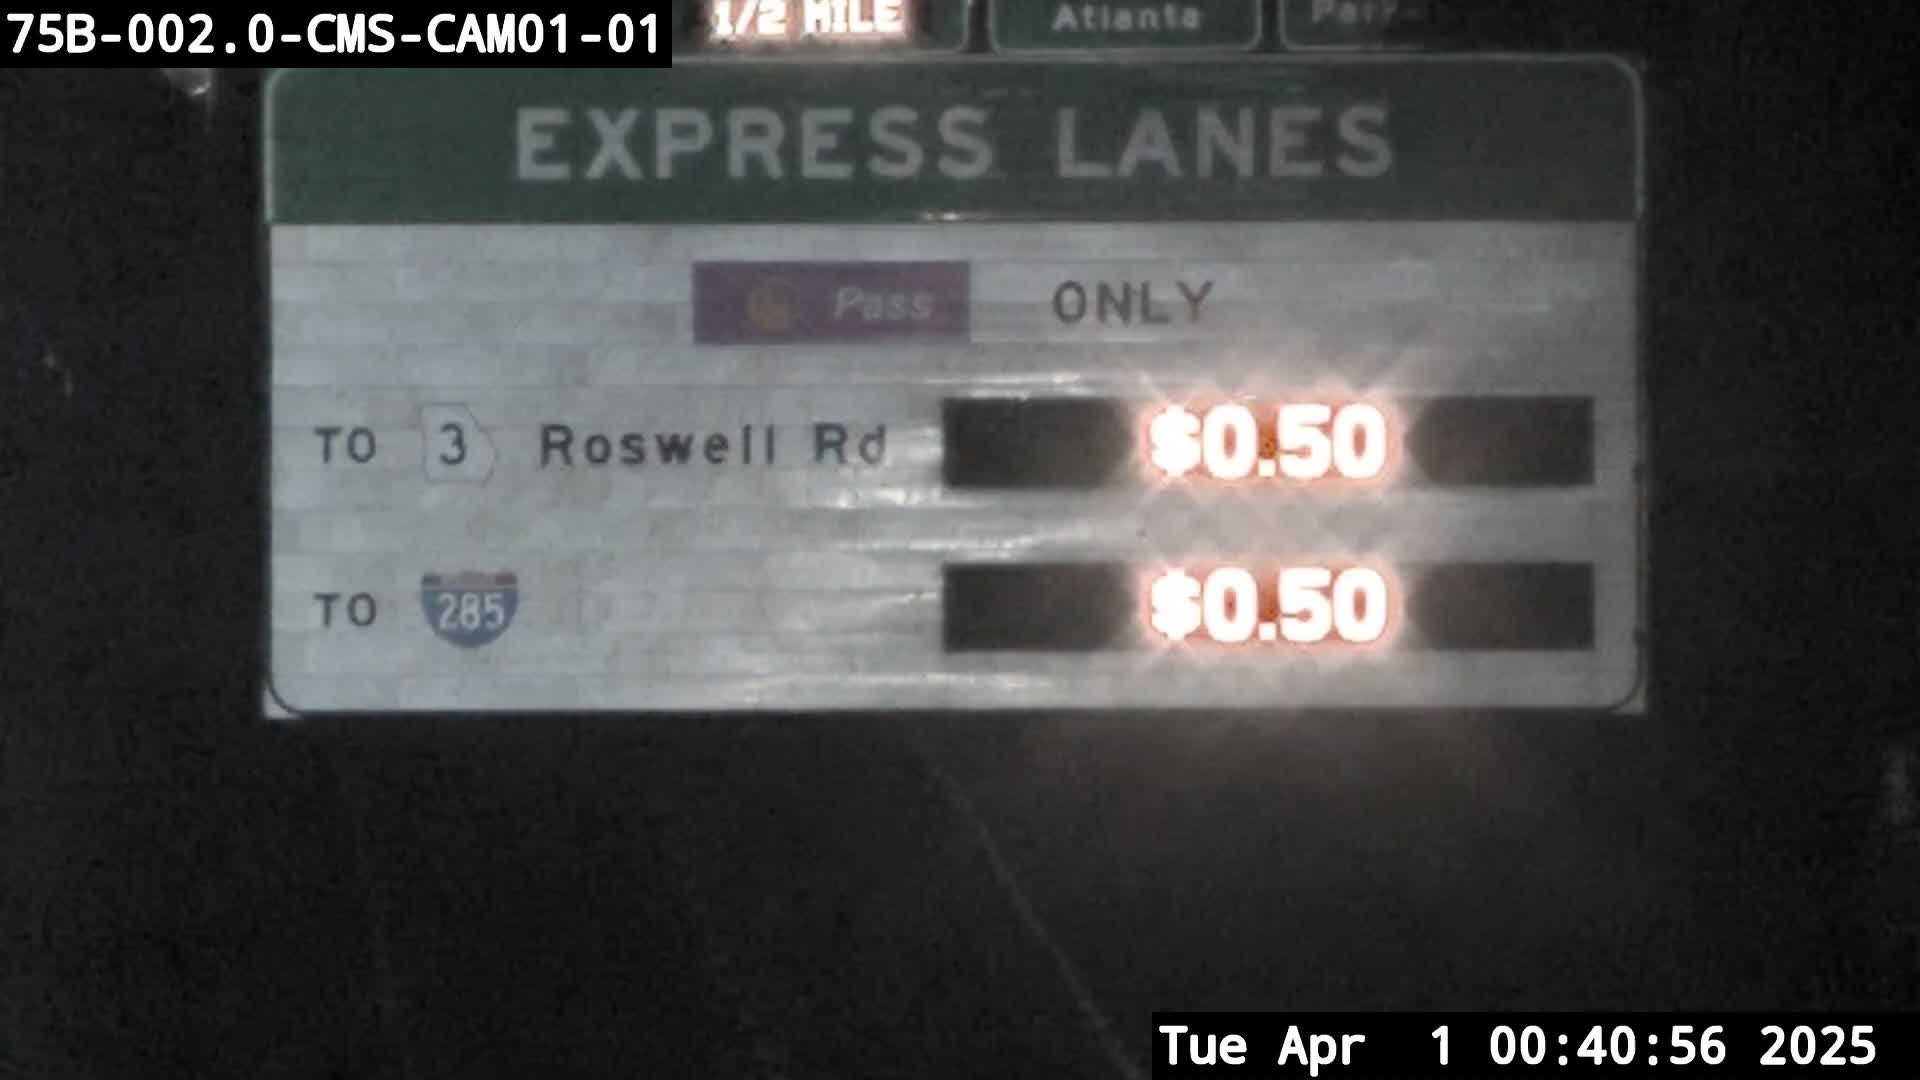 75B-002.0-CMS-CAM01-01
1/2 MILE
Atlanta
EXPRESS LANES
Pass ONLY
TO 3 Roswell Rd $0.50
TO 285 $0.50
Tue Apr 1 00:40:56 2025